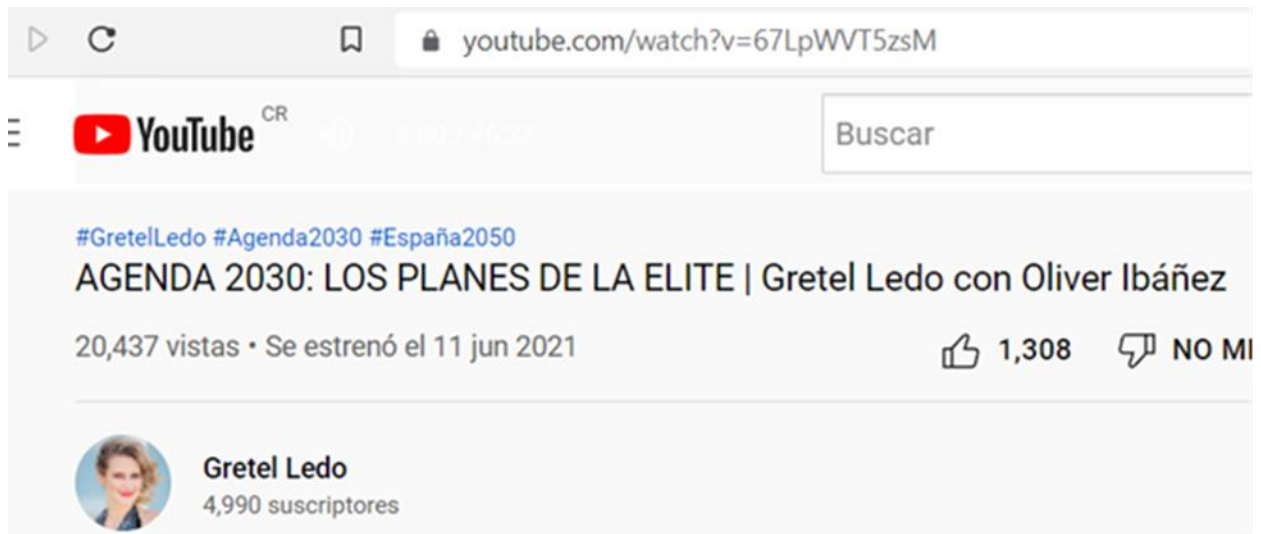 youtube.com/watch?v=67LpWVT5zsM
YouTube CR
Buscar
#GretelLedo #Agenda2030 #España2050
AGENDA 2030: LOS PLANES DE LA ELITE | Gretel Ledo con Oliver Ibáñez
20,437 vistas • Se estrenó el 11 jun 2021
1,308 NO ME
Gretel Ledo
4,990 suscriptores